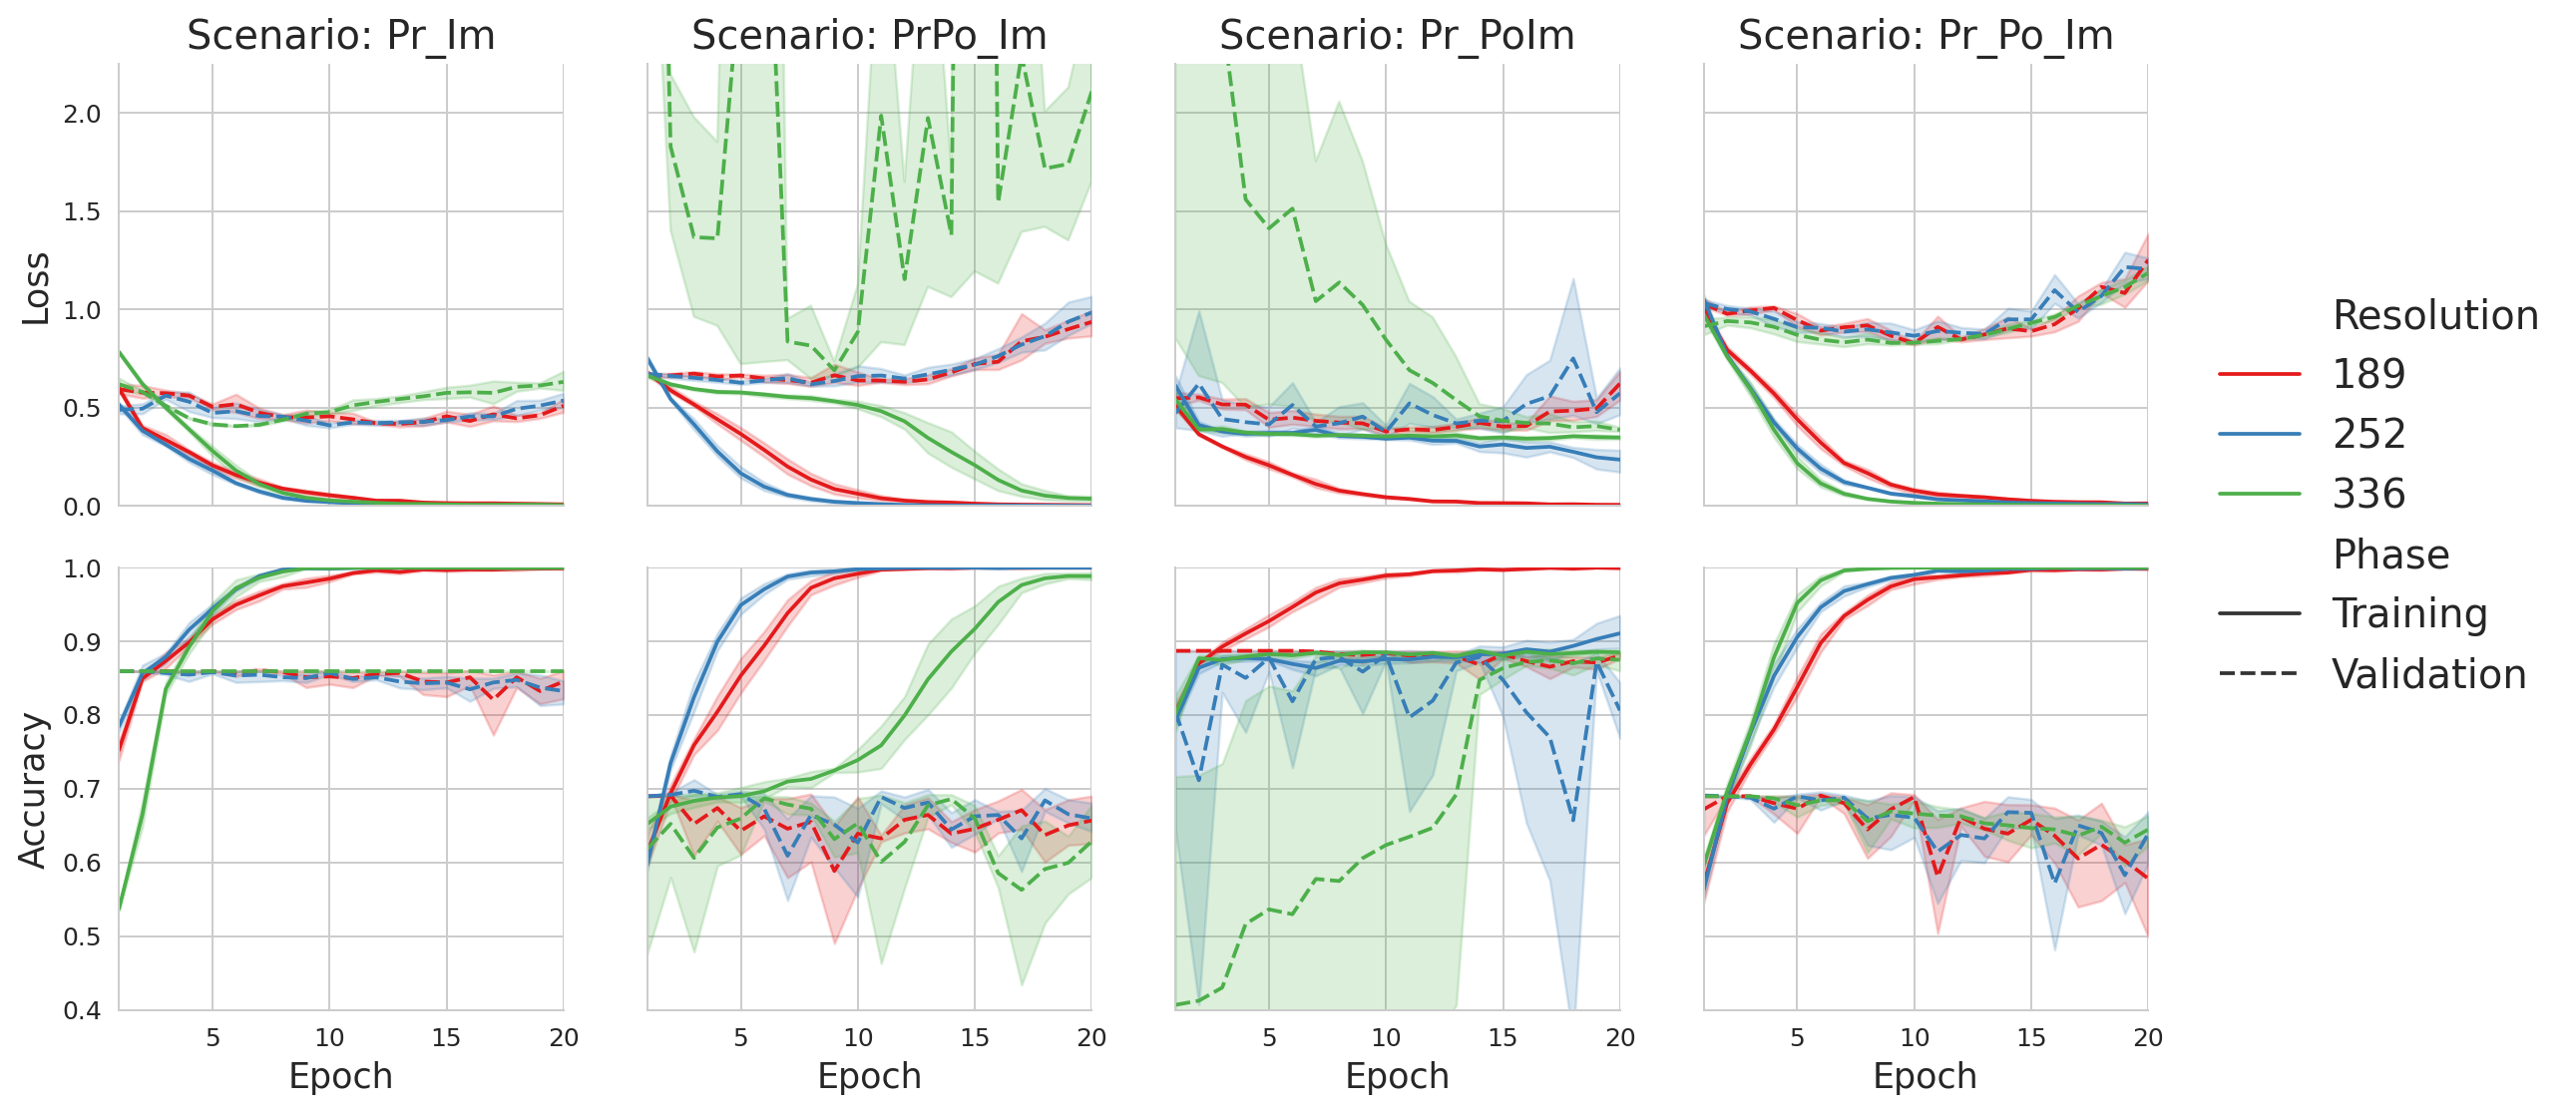 Scenario: Pr_Im
Scenario: PrPo_Im
Scenario: Pr_PoIm
Scenario: Pr_Po_Im
Loss
2.0
1.5
1.0
0.5
0.0
Accuracy
1.0
0.9
0.8
0.7
0.6
0.5
0.4
5 10 15 20
5 10 15 20
5 10 15 20
5 10 15 20
Epoch
Epoch
Epoch
Epoch
Resolution
189
252
336
Phase
Training
Validation